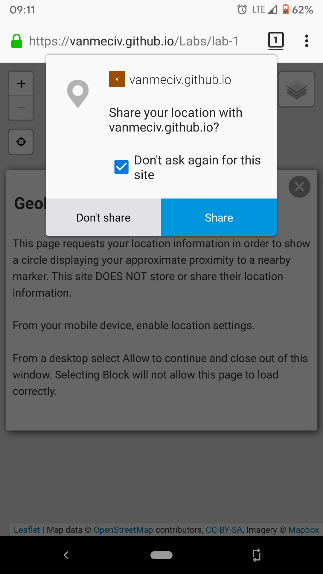 09:11 LTE 62%
https://vanmeciv.github.io/Labs/lab-1 1
V vanmeciv.github.io
Share your location with
vanmeciv.github.io?
Don't ask again for this
site
Don't share Share
+
−
Geol
This page requests your location information in order to show
a circle displaying your approximate proximity to a nearby
marker. This site DOES NOT store or share their location
information.
From your mobile device, enable location settings.
From a desktop select Allow to continue and close out of this
window. Selecting Block will not allow this page to load
correctly.
Leaflet | Map data © OpenStreetMap contributors, CC-BY-SA, Imagery © Mapbox